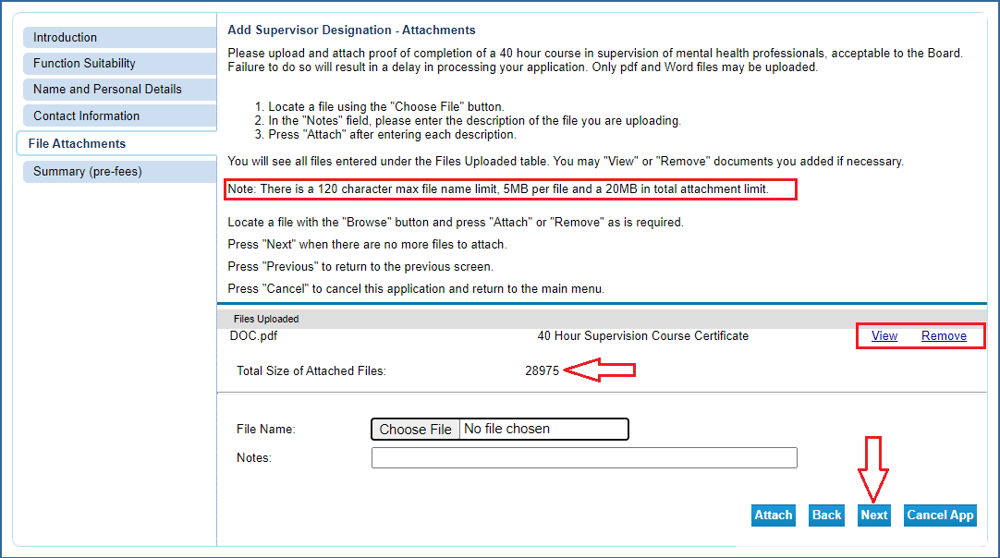 Introduction
Function Suitability
Name and Personal Details
Contact Information
File Attachments
Summary (pre-fees)
Add Supervisor Designation - Attachments
Please upload and attach proof of completion of a 40 hour course in supervision of mental health professionals, acceptable to the Board.
Failure to do so will result in a delay in processing your application. Only pdf and Word files may be uploaded.
1. Locate a file using the "Choose File" button.
2. In the "Notes" field, please enter the description of the file you are uploading.
3. Press "Attach" after entering each description.
You will see all files entered under the Files Uploaded table. You may "View" or "Remove" documents you added if necessary.
Note: There is a 120 character max file name limit, 5MB per file and a 20MB in total attachment limit.
Locate a file with the "Browse" button and press "Attach" or "Remove" as is required.
Press "Next" when there are no more files to attach.
Press "Previous" to return to the previous screen.
Press "Cancel" to cancel this application and return to the main menu.
Files Uploaded
DOC.pdf 40 Hour Supervision Course Certificate View Remove
Total Size of Attached Files: 28975
File Name: Choose File No file chosen
Notes:
Attach Back Next Cancel App